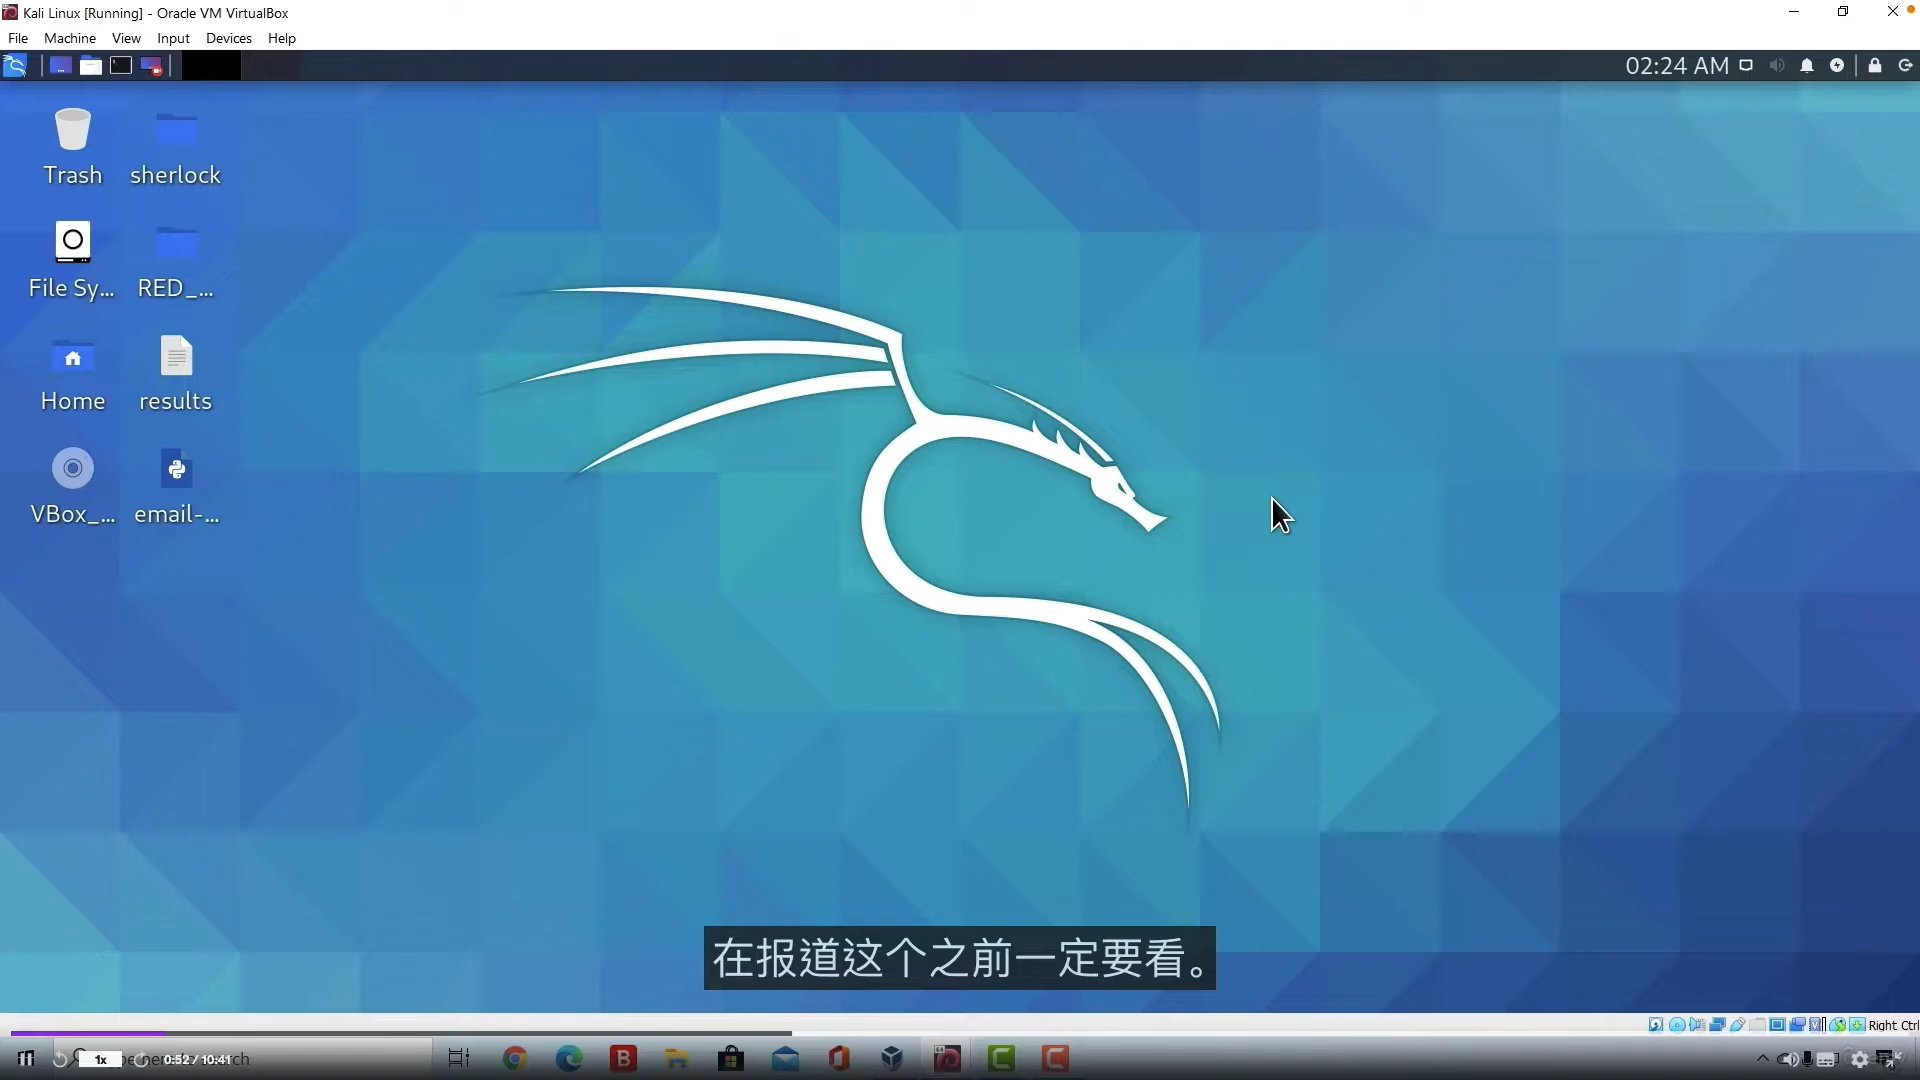 Kali Linux [Running] - Oracle VM VirtualBox
File Machine View Input Devices Help
02:24 AM
Trash sherlock
File Sy... RED_...
Home results
VBox_... email-...
在报道这个之前一定要看。
Right Ctrl
1x 0:52 / 10:41